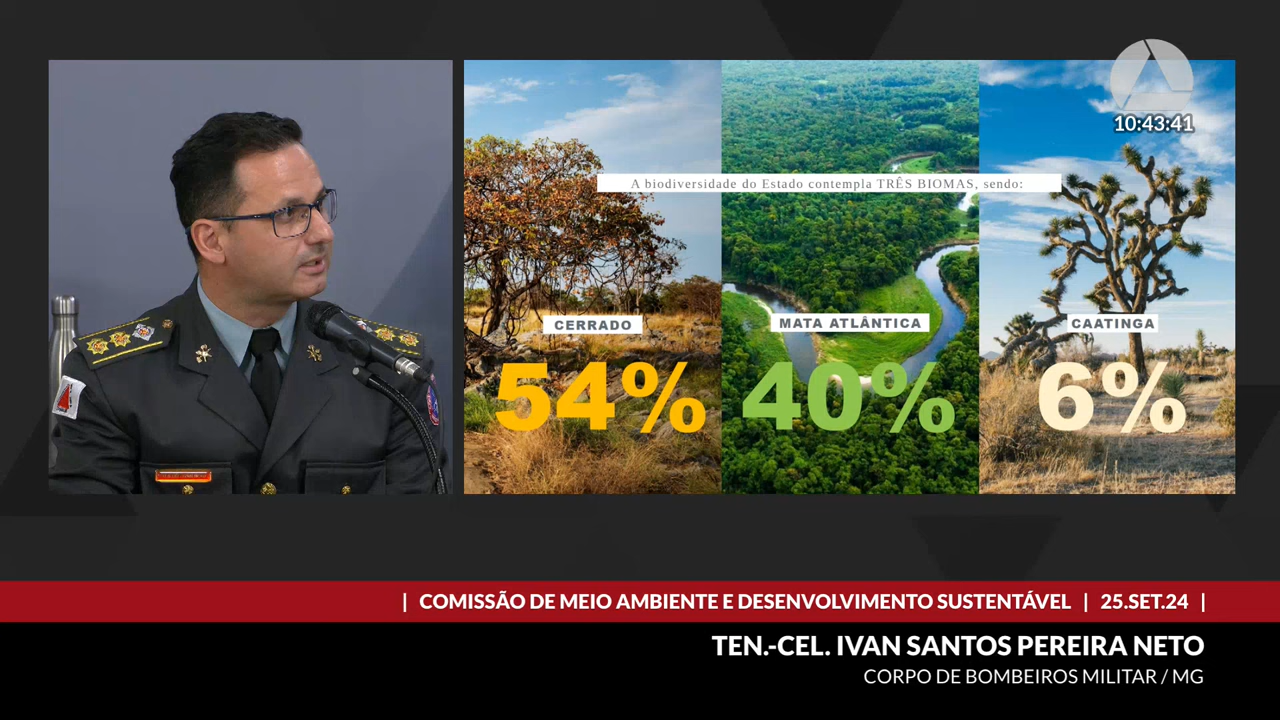 10:43:41
A biodiversidade do Estado contempla TRÊS BIOMAS, sendo:
CERRADO
54%
MATA ATLÂNTICA
40%
CAATINGA
6%
| COMISSÃO DE MEIO AMBIENTE E DESENVOLVIMENTO SUSTENTÁVEL | 25.SET.24 |
TEN.-CEL. IVAN SANTOS PEREIRA NETO
CORPO DE BOMBEIROS MILITAR / MG